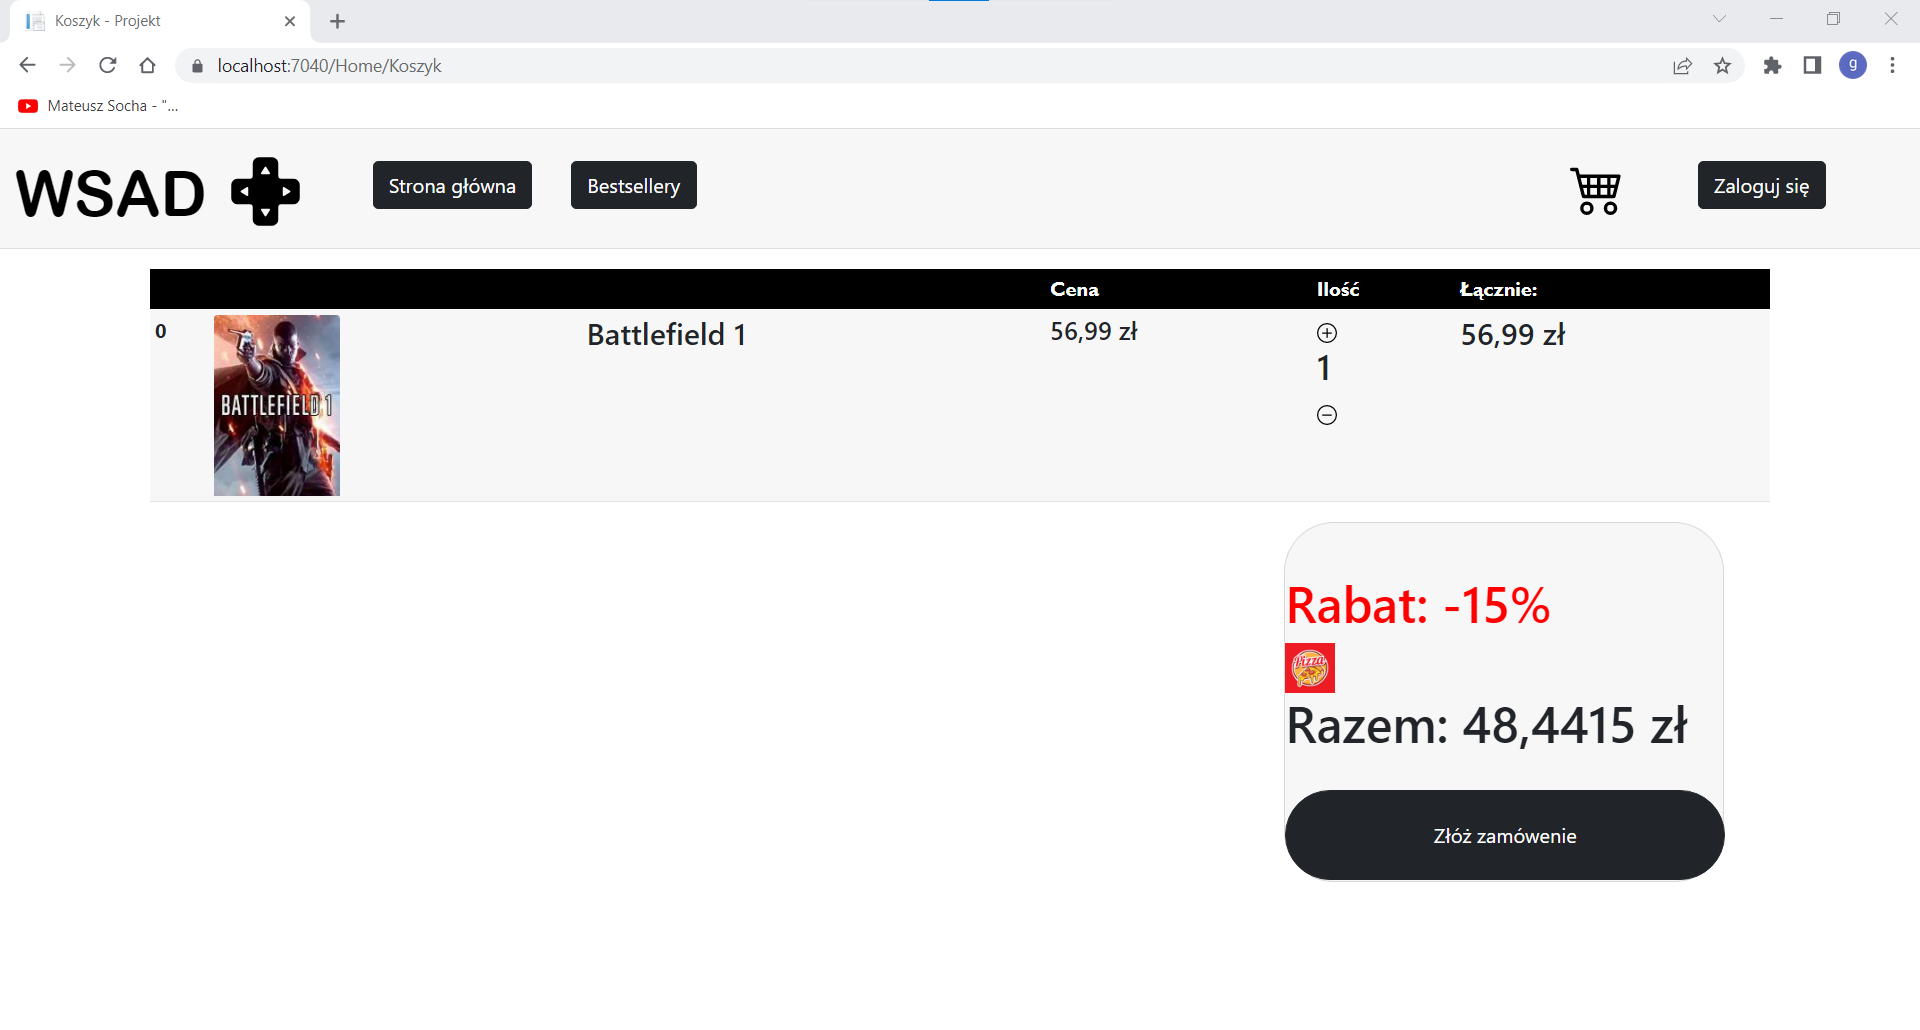 Koszyk - Projekt
localhost:7040/Home/Koszyk
g
Mateusz Socha - "...
WSAD
Strona główna
Bestsellery
Zaloguj się
Cena
Ilość
Łącznie:
0
BATTLEFIELD 1
Battlefield 1
56,99 zł
1
56,99 zł
Rabat: -15%
Pizza
Razem: 48,4415 zł
Złóż zamówenie